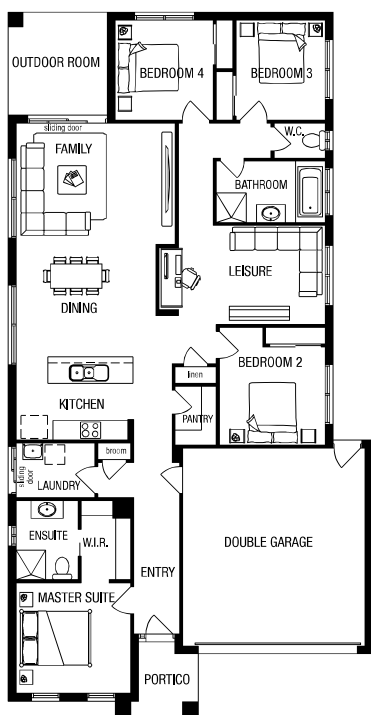 OUTDOOR ROOM
BEDROOM 4
BEDROOM 3
sliding door
W.C.
FAMILY
BATHROOM
LEISURE
DINING
BEDROOM 2
linen
KITCHEN
PANTRY
broom
sliding
door
LAUNDRY
ENSUITE
W.I.R.
DOUBLE GARAGE
ENTRY
MASTER SUITE
PORTICO